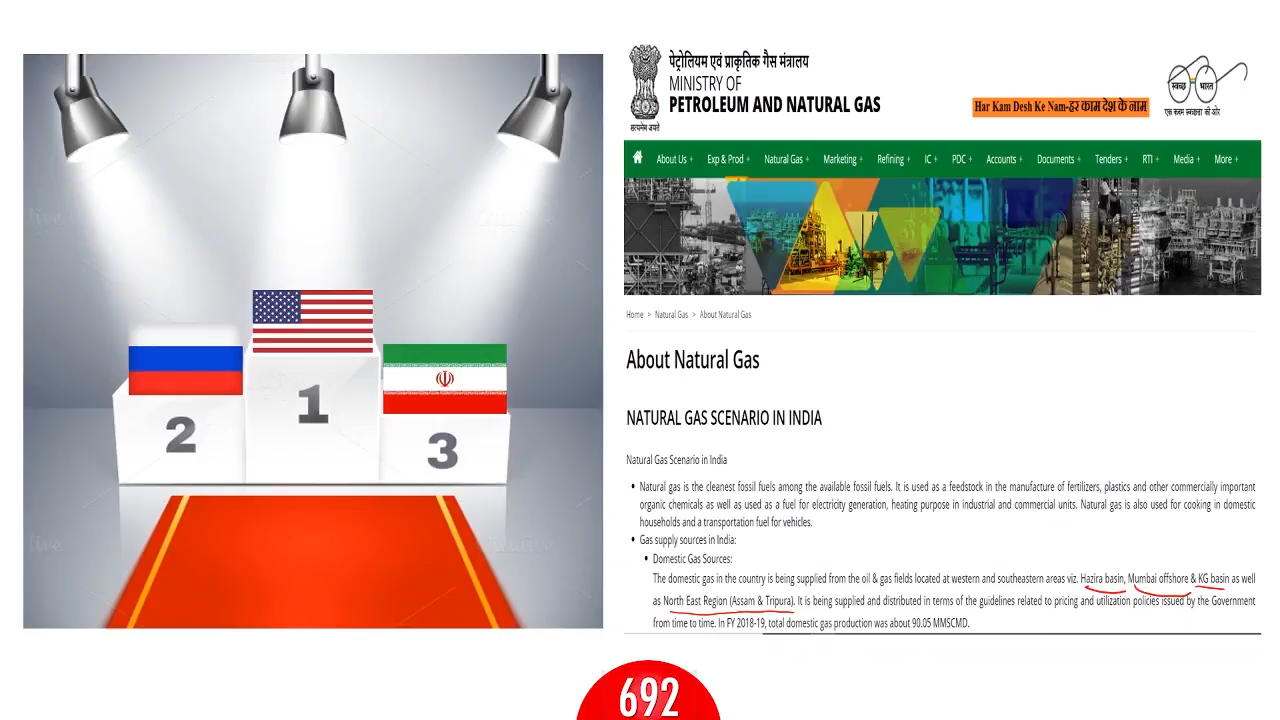 2
1
3
पेट्रोलियम एवं प्राकृतिक गैस मंत्रालय
MINISTRY OF
PETROLEUM AND NATURAL GAS
सत्यमेव जयते
Har Kam Desh Ke Nam-हर काम देश के नाम
स्वच्छ भारत
एक कदम स्वच्छता की ओर
About Us + Exp & Prod + Natural Gas + Marketing + Refining + IC + PDC + Accounts + Documents + Tenders + RTI + Media + More +
Home > Natural Gas > About Natural Gas
About Natural Gas
NATURAL GAS SCENARIO IN INDIA
Natural Gas Scenario in India
• Natural gas is the cleanest fossil fuels among the available fossil fuels. It is used as a feedstock in the manufacture of fertilizers, plastics and other commercially important
organic chemicals as well as used as a fuel for electricity generation, heating purpose in industrial and commercial units. Natural gas is also used for cooking in domestic
households and a transportation fuel for vehicles.
• Gas supply sources in India:
• Domestic Gas Sources:
The domestic gas in the country is being supplied from the oil & gas fields located at western and southeastern areas viz. Hazira basin, Mumbai offshore & KG basin as well
as North East Region (Assam & Tripura). It is being supplied and distributed in terms of the guidelines related to pricing and utilization policies issued by the Government
from time to time. In FY 2018-19, total domestic gas production was about 90.05 MMSCMD.
692